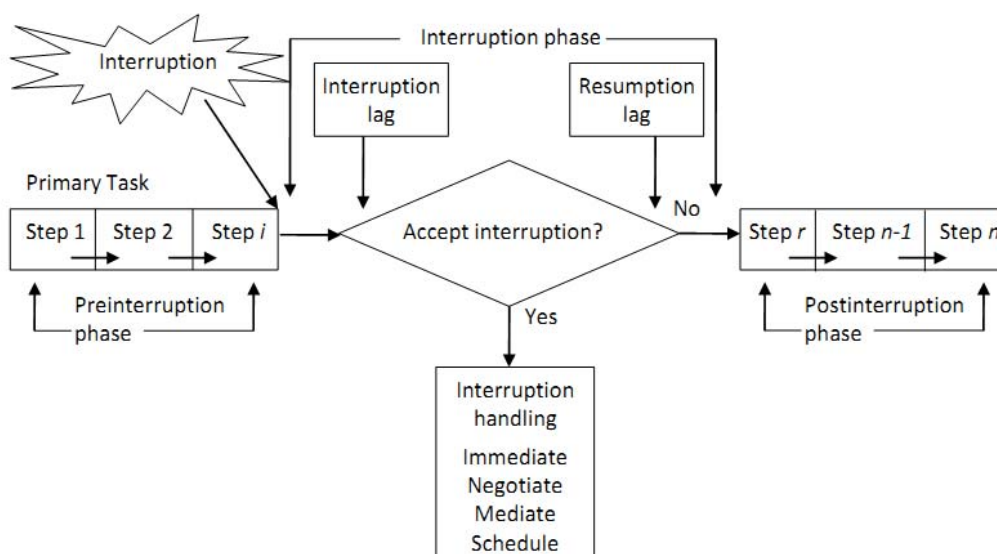 Interruption
Interruption phase
Interruption
lag
Resumption
lag
Primary Task
Step 1
Step 2
Step i
Accept interruption?
No
Step r
Step n-1
Step n
Preinterruption
phase
Yes
Postinterruption
phase
Interruption
handling
Immediate
Negotiate
Mediate
Schedule